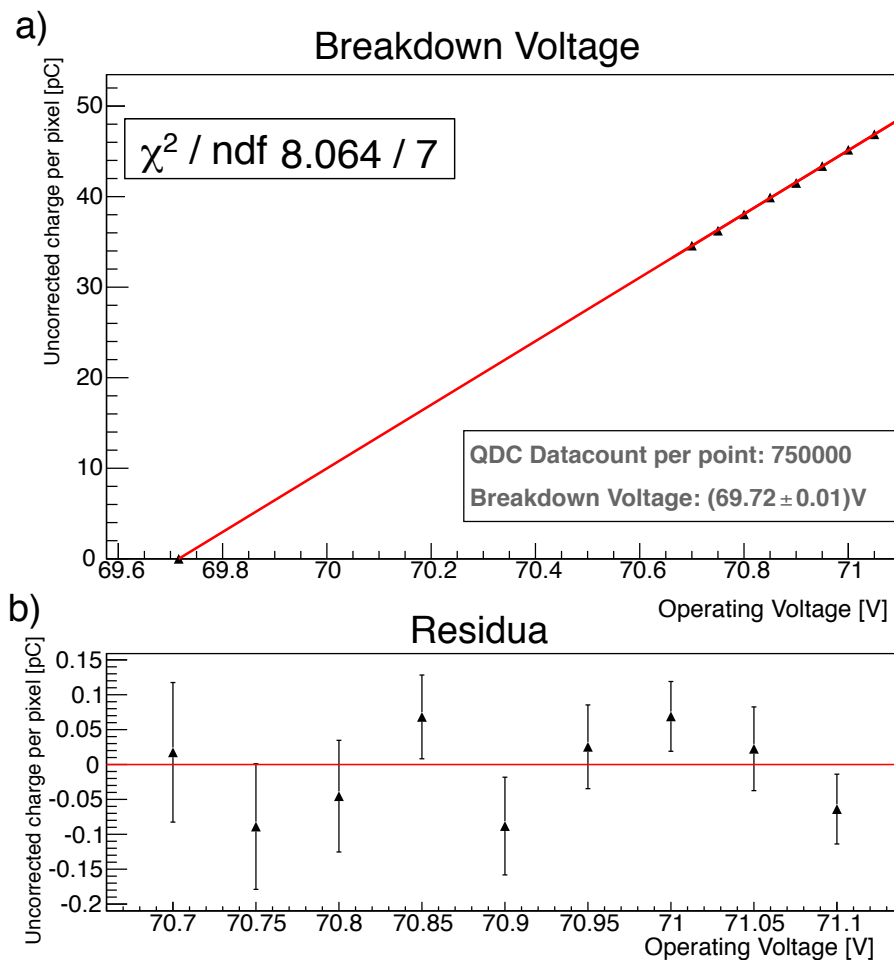 a)
Breakdown Voltage
Uncorrected charge per pixel [pC]
50
40
30
20
10
0
χ² / ndf 8.064 / 7
QDC Datacount per point: 750000
Breakdown Voltage: (69.72 ± 0.01)V
69.6 69.8 70 70.2 70.4 70.6 70.8 71
Operating Voltage [V]
b)
Residua
Uncorrected charge per pixel [pC]
0.15
0.1
0.05
0
-0.05
-0.1
-0.15
-0.2
70.7 70.75 70.8 70.85 70.9 70.95 71 71.05 71.1
Operating Voltage [V]